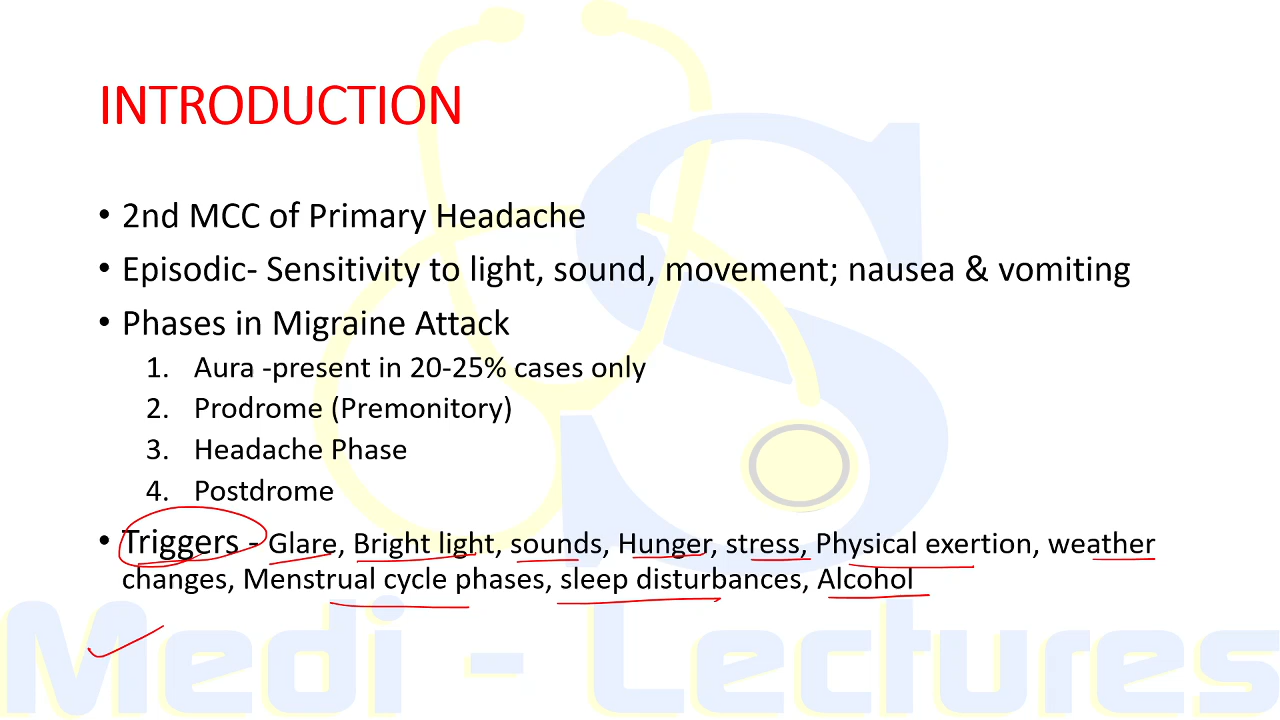 INTRODUCTION
• 2nd MCC of Primary Headache
• Episodic- Sensitivity to light, sound, movement; nausea & vomiting
• Phases in Migraine Attack
1. Aura -present in 20-25% cases only
2. Prodrome (Premonitory)
3. Headache Phase
4. Postdrome
• Triggers - Glare, Bright light, sounds, Hunger, stress, Physical exertion, weather
changes, Menstrual cycle phases, sleep disturbances, Alcohol
Medi - Lectures